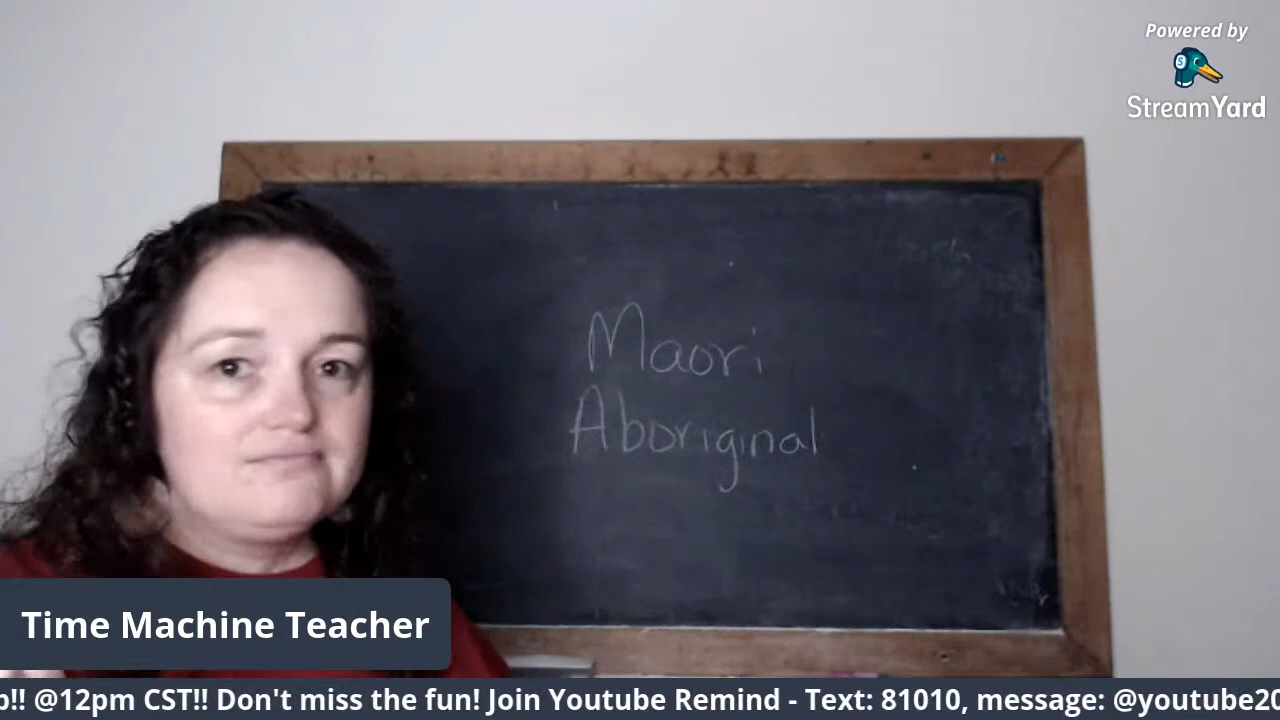 Powered by
StreamYard
Maori
Aboriginal
Time Machine Teacher
!! @12pm CST!! Don't miss the fun! Join Youtube Remind - Text: 81010, message: @youtube20